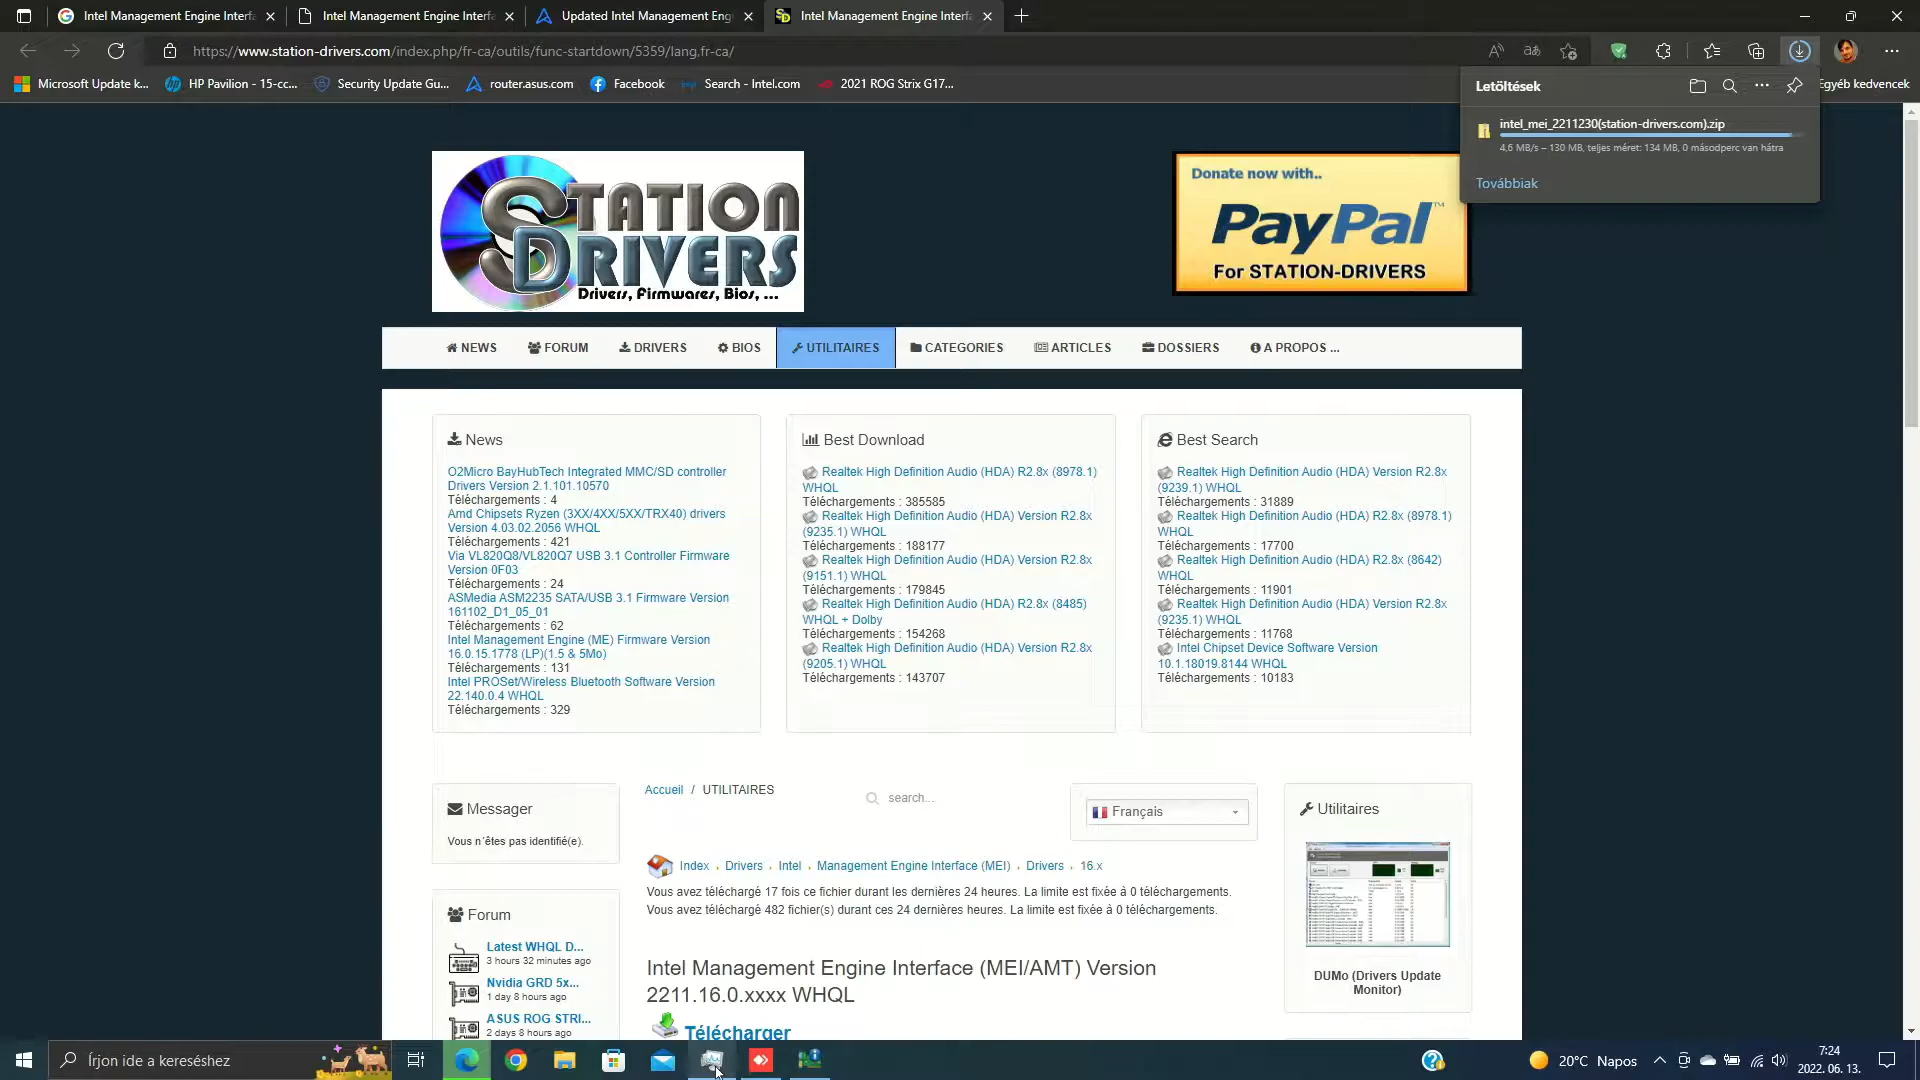 Intel Management Engine Interfa
Intel Management Engine Interfa
Updated Intel Management Engi
Intel Management Engine Interfa
https://www.station-drivers.com/index.php/fr-ca/outils/func-startdown/5359/lang,fr-ca/
Microsoft Update k...
HP Pavilion - 15-cc...
Security Update Gu...
router.asus.com
Facebook
Search - Intel.com
2021 ROG Strix G17...
Egyéb kedvencek
Letöltések
intel_mei_2211230(station-drivers.com).zip
4,6 MB/s – 130 MB, teljes méret: 134 MB, 0 másodperc van hátra
Továbbiak
STATION
DRIVERS
Drivers, Firmwares, Bios, ...
Donate now with..
PayPal™
For STATION-DRIVERS
NEWS
FORUM
DRIVERS
BIOS
UTILITAIRES
CATEGORIES
ARTICLES
DOSSIERS
A PROPOS ...
News
O2Micro BayHubTech Integrated MMC/SD controller
Drivers Version 2.1.101.10570
Téléchargements : 4
Amd Chipsets Ryzen (3XX/4XX/5XX/TRX40) drivers
Version 4.03.02.2056 WHQL
Téléchargements : 421
Via VL820Q8/VL820Q7 USB 3.1 Controller Firmware
Version 0F03
Téléchargements : 24
ASMedia ASM2235 SATA/USB 3.1 Firmware Version
161102_D1_05_01
Téléchargements : 62
Intel Management Engine (ME) Firmware Version
16.0.15.1778 (LP)(1.5 & 5Mo)
Téléchargements : 131
Intel PROSet/Wireless Bluetooth Software Version
22.140.0.4 WHQL
Téléchargements : 329
Best Download
Realtek High Definition Audio (HDA) R2.8x (8978.1)
WHQL
Téléchargements : 385585
Realtek High Definition Audio (HDA) Version R2.8x
(9235.1) WHQL
Téléchargements : 188177
Realtek High Definition Audio (HDA) Version R2.8x
(9151.1) WHQL
Téléchargements : 179845
Realtek High Definition Audio (HDA) R2.8x (8485)
WHQL + Dolby
Téléchargements : 154268
Realtek High Definition Audio (HDA) Version R2.8x
(9205.1) WHQL
Téléchargements : 143707
Best Search
Realtek High Definition Audio (HDA) Version R2.8x
(9239.1) WHQL
Téléchargements : 31889
Realtek High Definition Audio (HDA) R2.8x (8978.1)
WHQL
Téléchargements : 17700
Realtek High Definition Audio (HDA) R2.8x (8642)
WHQL
Téléchargements : 11901
Realtek High Definition Audio (HDA) Version R2.8x
(9235.1) WHQL
Téléchargements : 11768
Intel Chipset Device Software Version
10.1.18019.8144 WHQL
Téléchargements : 10183
Messager
Vous n´êtes pas identifié(e).
Forum
Latest WHQL D...
3 hours 32 minutes ago
Nvidia GRD 5x...
1 day 8 hours ago
ASUS ROG STRI...
2 days 8 hours ago
Accueil / UTILITAIRES
search...
Français
Index . Drivers . Intel . Management Engine Interface (MEI) . Drivers . 16.x
Vous avez téléchargé 17 fois ce fichier durant les dernières 24 heures. La limite est fixée à 0 téléchargements.
Vous avez téléchargé 482 fichier(s) durant ces 24 dernières heures. La limite est fixée à 0 téléchargements.
Intel Management Engine Interface (MEI/AMT) Version
2211.16.0.xxxx WHQL
Télécharger
Utilitaires
DUMo (Drivers Update
Monitor)
Írjon ide a kereséshez
20°C Napos
7:24
2022. 06. 13.